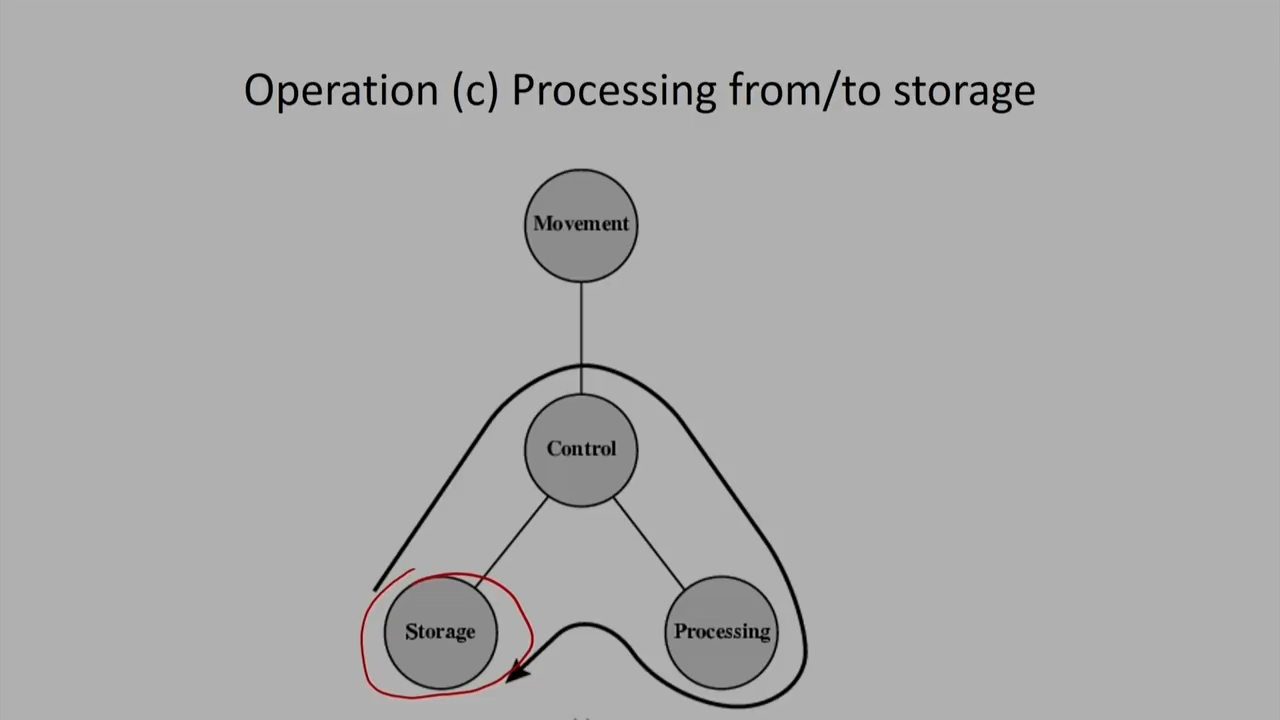 Operation (c) Processing from/to storage
Movement
Control
Storage
Processing